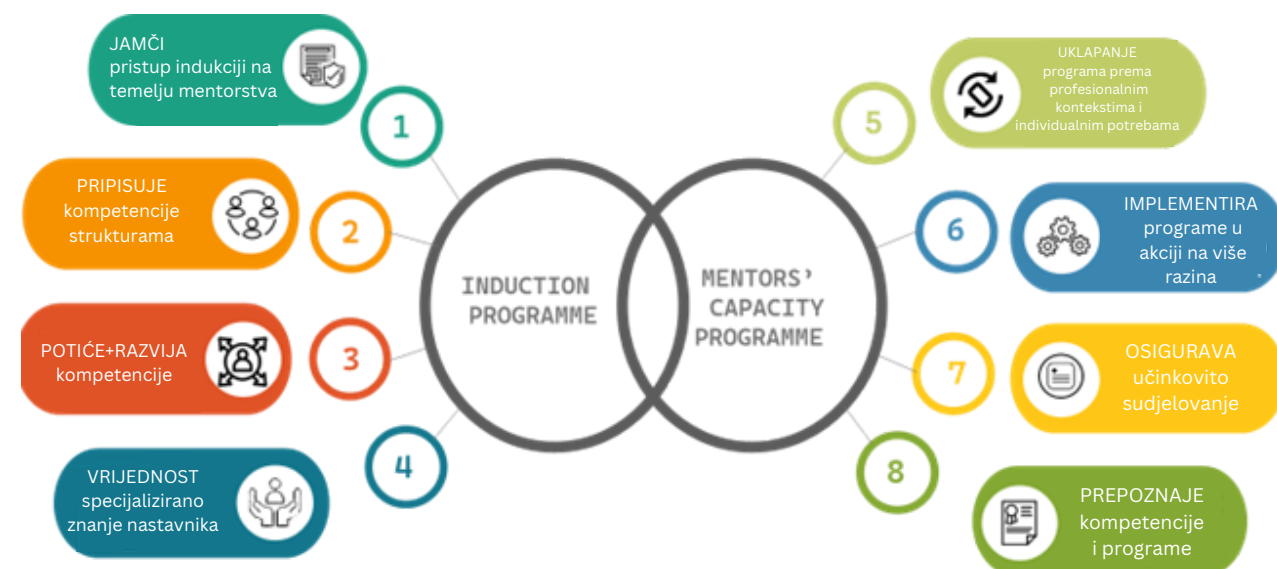 JAMČI
pristup indukciji na
temelju mentorstva
1
PRIPISUJE
kompetencije
strukturama
2
POTIĆE+RAZVIJA
kompetencije
3
VRIJEDNOST
specijalizirano
znanje nastavnika
4
INDUCTION
PROGRAMME
MENTORS'
CAPACITY
PROGRAMME
5
UKLAPANJE
programa prema
profesionalnim
kontekstima i
individualnim potrebama
6
IMPLEMENTIRA
programe u
akciji na više
razina
7
OSIGURAVA
učinkovito
sudjelovanje
8
PREPOZNAJE
kompetencije
i programe